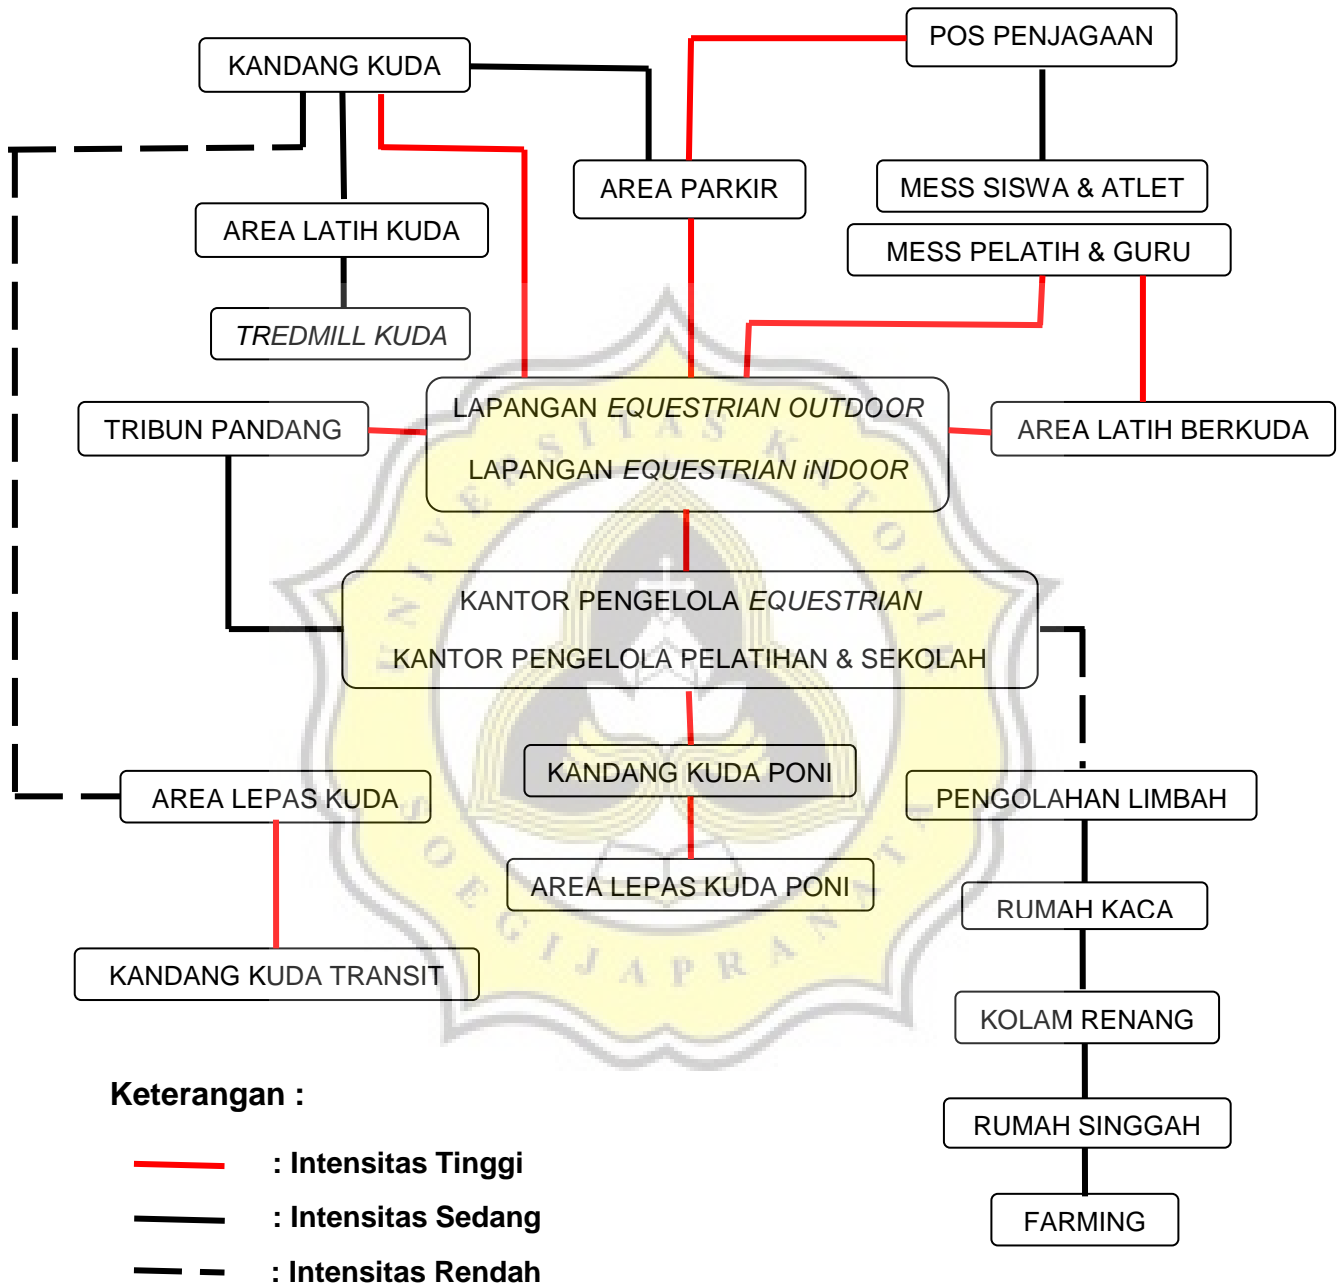 POS PENJAGAAN
KANDANG KUDA
AREA PARKIR
MESS SISWA & ATLET
AREA LATIH KUDA
MESS PELATIH & GURU
TREDMILL KUDA
LAPANGAN EQUESTRIAN OUTDOOR
TRIBUN PANDANG
AREA LATIH BERKUDA
LAPANGAN EQUESTRIAN iNDOOR
KANTOR PENGELOLA EQUESTRIAN
KANTOR PENGELOLA PELATIHAN & SEKOLAH
KANDANG KUDA PONI
AREA LEPAS KUDA
PENGOLAHAN LIMBAH
AREA LEPAS KUDA PONI
RUMAH KACA
KANDANG KUDA TRANSIT
KOLAM RENANG
RUMAH SINGGAH
FARMING
Keterangan :
: Intensitas Tinggi
: Intensitas Sedang
: Intensitas Rendah
UNIVERSITAS KATOLIK
SOEGIJAPRANATA